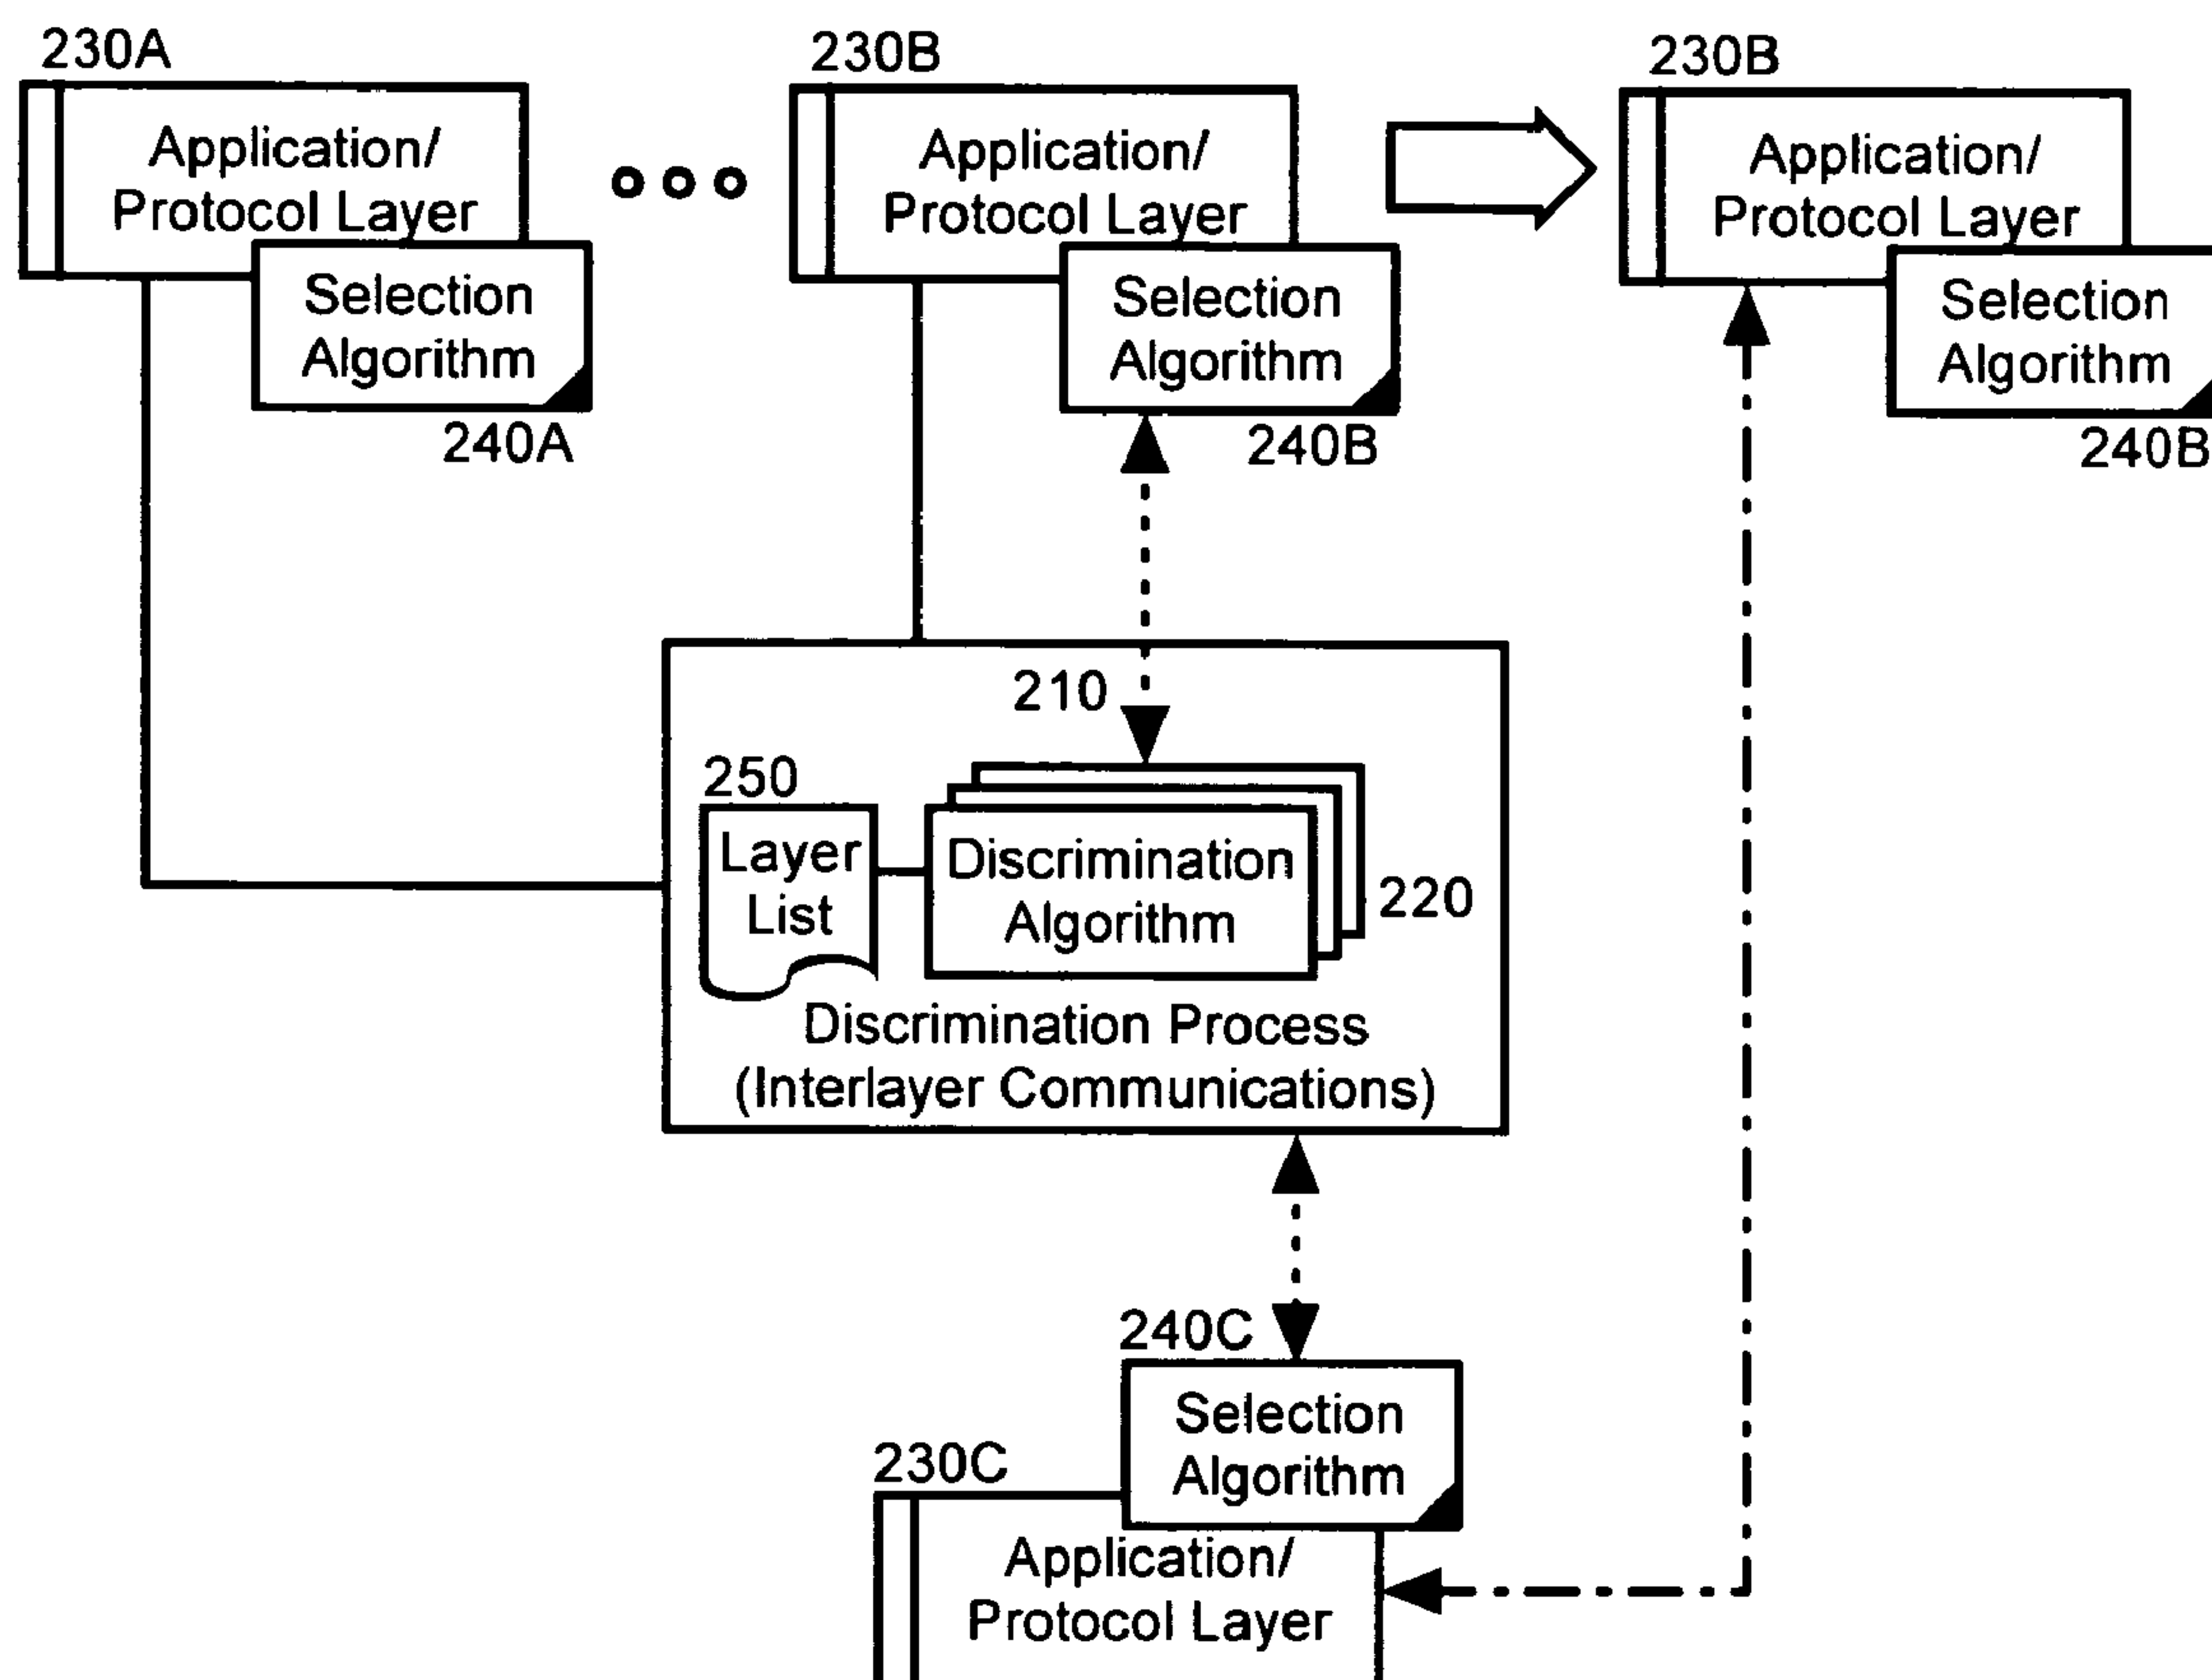 230A
230B
230B
Application/
Protocol Layer
Application/
Protocol Layer
Application/
Protocol Layer
Selection
Algorithm
Selection
Algorithm
Selection
Algorithm
240A
240B
240B
210
250
Layer
List
Discrimination
Algorithm
220
Discrimination Process
(Interlayer Communications)
240C
Selection
Algorithm
230C
Application/
Protocol Layer